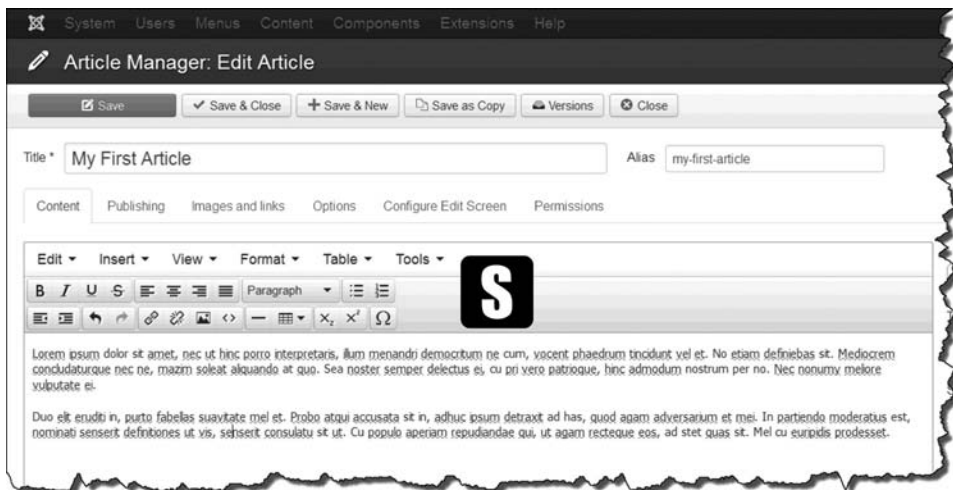 System Users Menus Content Components Extensions Help
Article Manager: Edit Article
Save Save & Close Save & New Save as Copy Versions Close
Title * My First Article Alias my-first-article
Content Publishing Images and links Options Configure Edit Screen Permissions
Edit Insert View Format Table Tools
S
B I U S Paragraph
X₂ X² Ω
Lorem ipsum dolor sit amet, nec ut hinc porro interpretaris, illum menandri democritum ne cum, vocent phaedrum tincidunt vel et. No etiam definiebas sit. Mediocrem
concludaturque nec ne, mazim soleat aliquando at quo. Sea noster semper delectus ei, cu pri vero patrioque, hinc admodum nostrum per no. Nec nonumy meliore
vulputate ei.
Duo elit eruditi in, purto fabellas suavitate mel et. Probo atqui accusata sit in, adhuc ipsum detraxit ad has, quod agam adversarium et mei. In partiendo moderatius est,
nominati senserit definitiones ut vis, senserit consulatu sit ut. Cu populo aperiam repudiandae qui, ut agam recteque eos, ad stet quas sit. Mel cu euripidis prodesset.